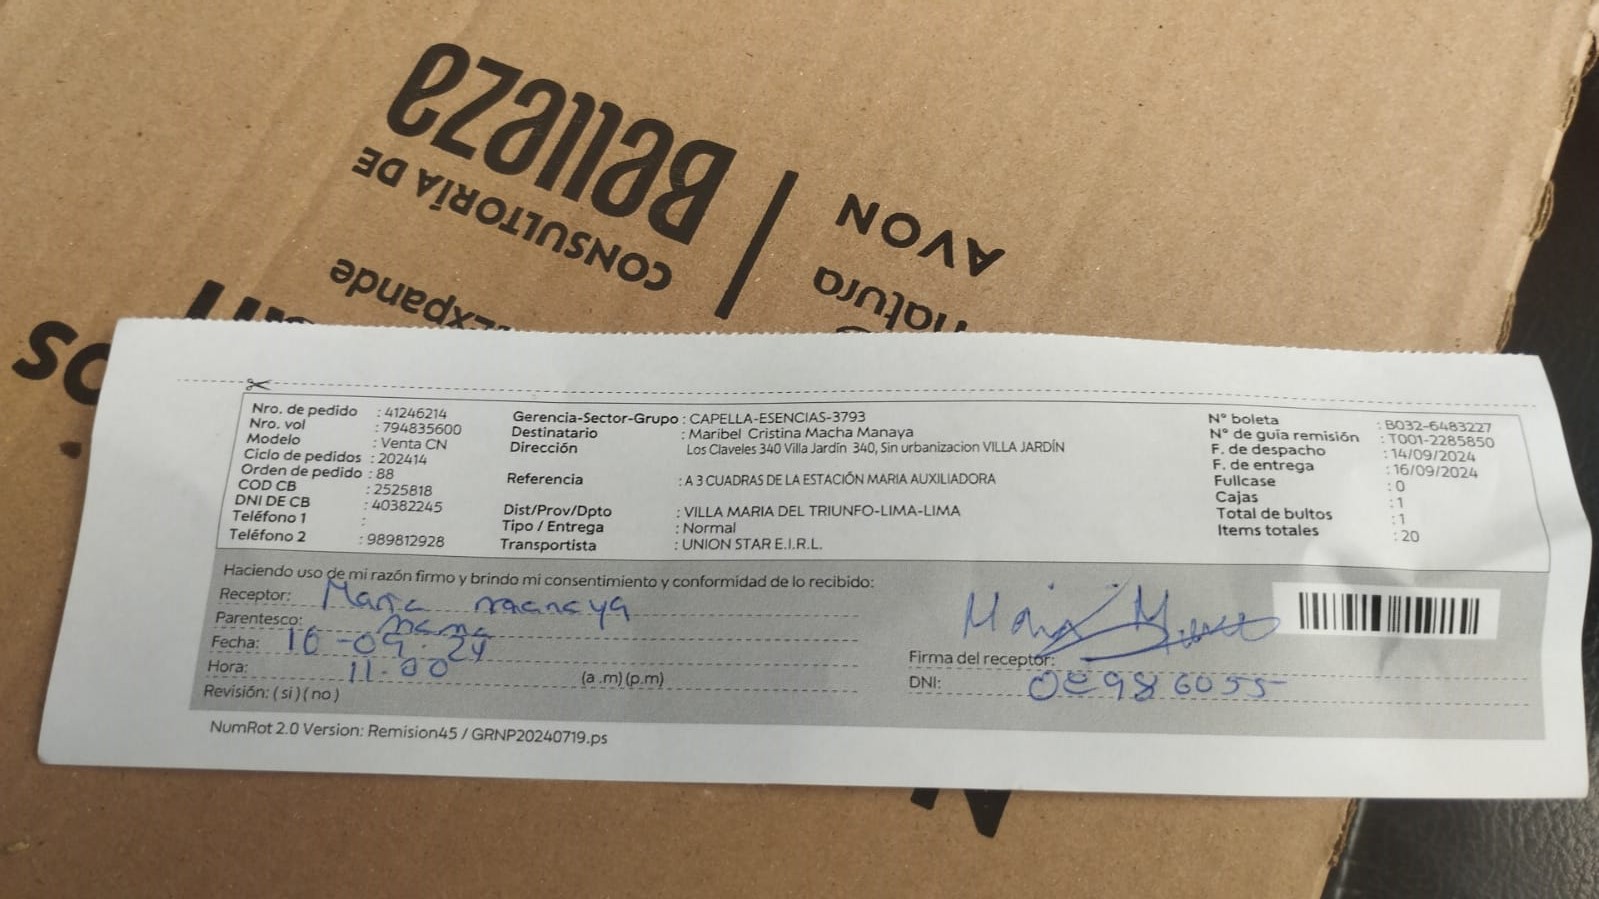 Belleza
CONSULTORÍA DE
AVON
natura
Expande
Nro. de pedido : 41246214
Nro. vol : 794835600
Modelo : Venta CN
Ciclo de pedidos : 202414
Orden de pedido : 88
COD CB : 2525818
DNI DE CB : 40382245
Teléfono 1 :
Teléfono 2 : 989812928
Gerencia-Sector-Grupo : CAPELLA-ESENCIAS-3793
Destinatario : Maribel Cristina Macha Manaya
Dirección Los Claveles 340 Villa Jardín 340, Sin urbanizacion VILLA JARDÍN
Referencia : A 3 CUADRAS DE LA ESTACIÓN MARIA AUXILIADORA
Dist/Prov/Dpto : VILLA MARIA DEL TRIUNFO-LIMA-LIMA
Tipo / Entrega : Normal
Transportista : UNION STAR E.I.R.L.
N° boleta : B032-6483227
N° de guía remisión : T001-2285850
F. de despacho : 14/09/2024
F. de entrega : 16/09/2024
Fullcase : 0
Cajas : 1
Total de bultos : 1
Items totales : 20
Haciendo uso de mi razón firmo y brindo mi consentimiento y conformidad de lo recibido:
Receptor: Maria manaya
Parentesco: mama
Fecha: 16-09.24
Hora: 11.00 (a .m) (p.m)
Revisión: ( si ) ( no )
Firma del receptor:
DNI: 08986055
NumRot 2.0 Version: Remision45 / GRNP20240719.ps